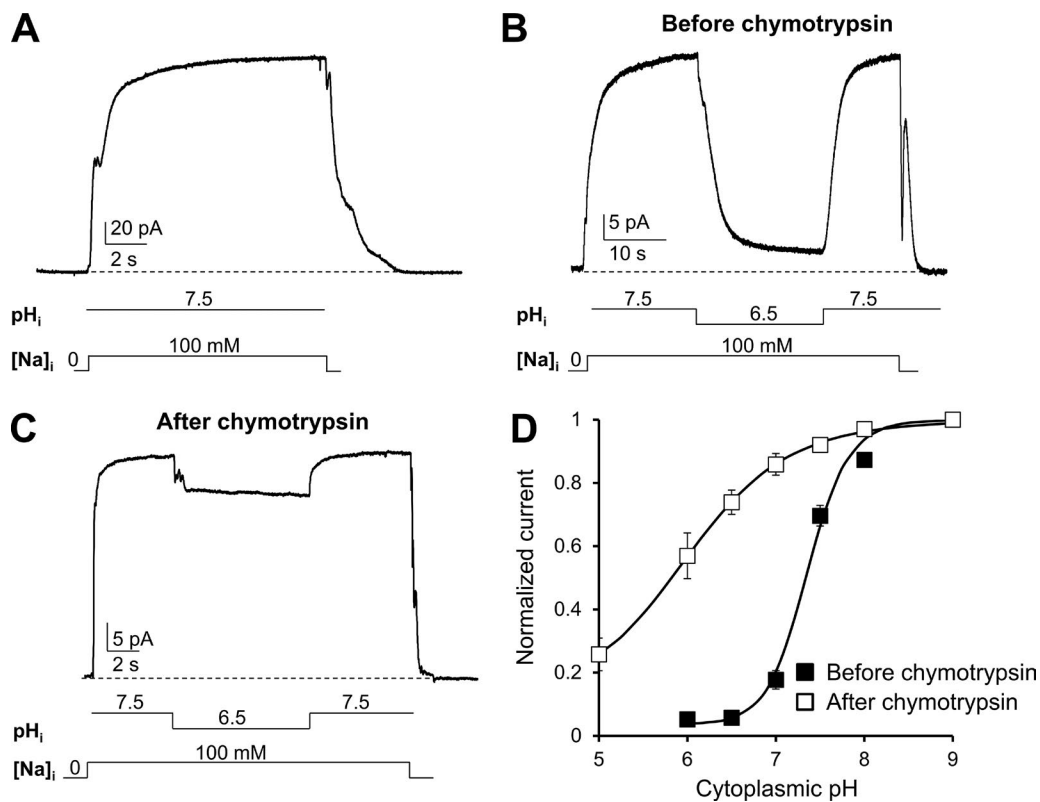 A
20 pA
2 s
7.5
pHi
100 mM
[Na]i 0
B
Before chymotrypsin
5 pA
10 s
7.5 7.5
pHi 6.5
100 mM
[Na]i 0
C
After chymotrypsin
5 pA
2 s
7.5 7.5
pHi 6.5
100 mM
[Na]i 0
D
Normalized current
1
0.8
0.6
0.4
0.2
0
Before chymotrypsin
After chymotrypsin
5 6 7 8 9
Cytoplasmic pH